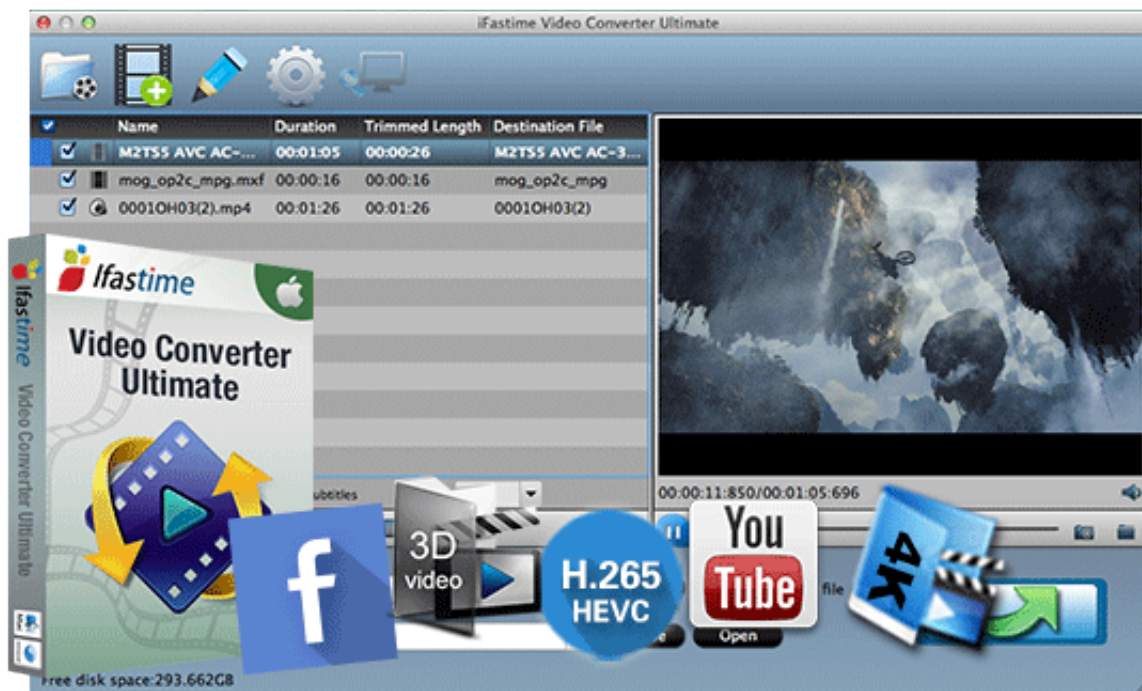 iFastime Video Converter Ultimate
Name Duration Trimmed Length Destination File
M2TS5 AVC AC-... 00:01:05 00:00:26 M2TS5 AVC AC-3...
mog_op2c_mpg.mxf 00:00:16 00:00:16 mog_op2c_mpg
0001OH03(2).mp4 00:01:26 00:01:26 0001OH03(2)
Ifastime
Video Converter
Ultimate
Ifastime Video Converter Ultimate
00:00:11:850/00:01:05:696
f
3D
video
H.265
HEVC
You
Tube
file
4K
Open
Free disk space:293.662GB